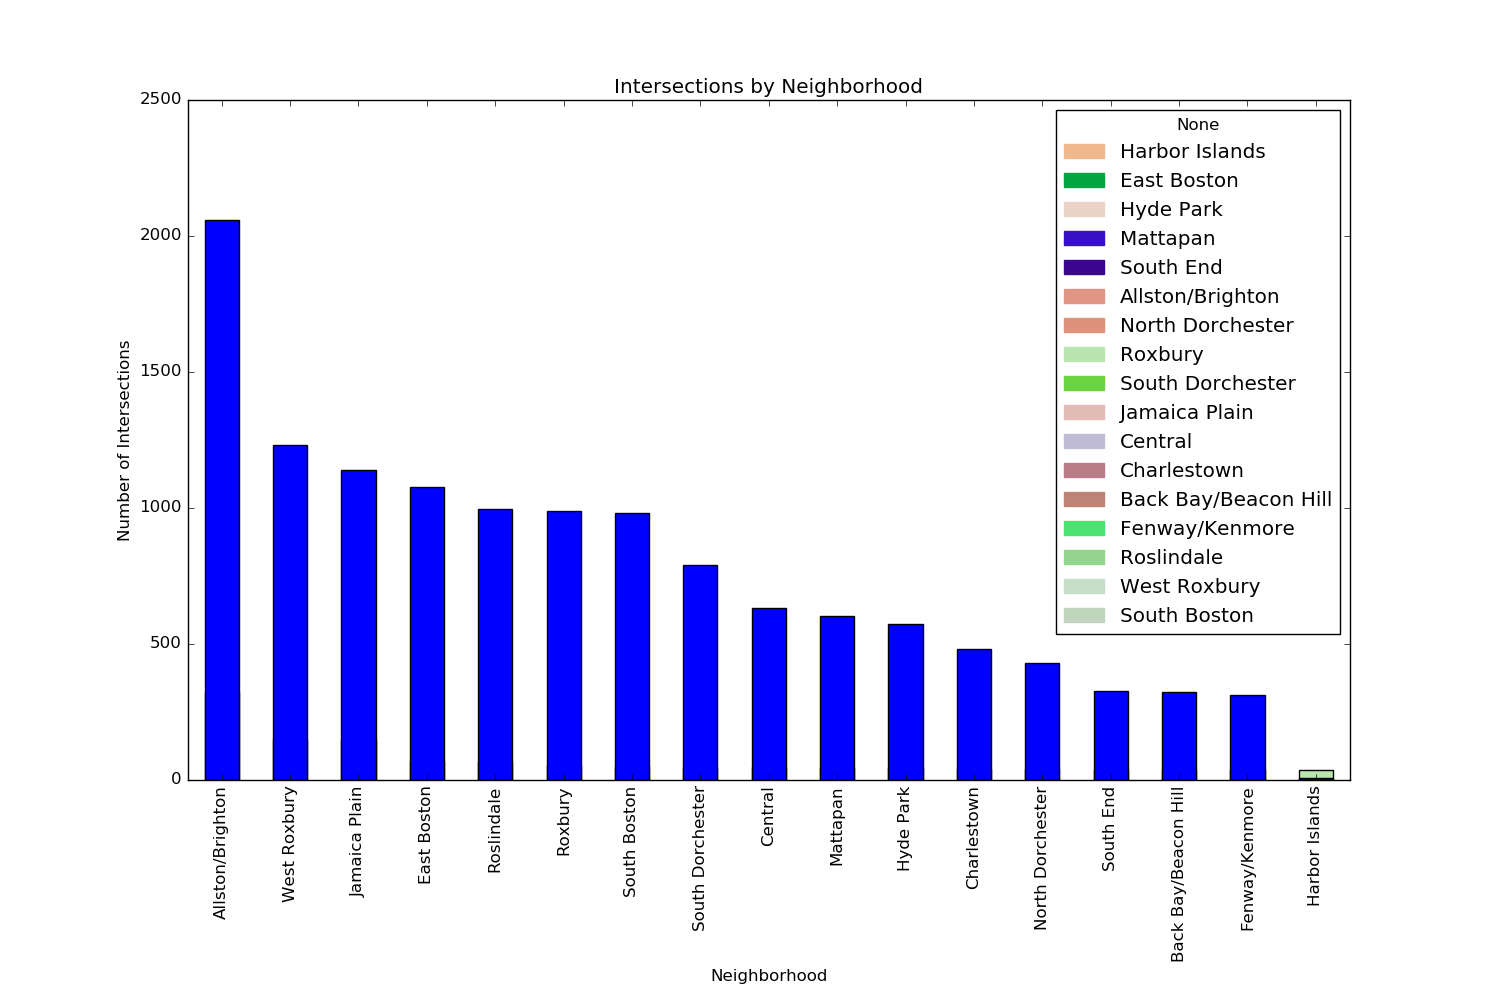 Intersections by Neighborhood
Number of Intersections
2500
2000
1500
1000
500
0
None
Harbor Islands
East Boston
Hyde Park
Mattapan
South End
Allston/Brighton
North Dorchester
Roxbury
South Dorchester
Jamaica Plain
Central
Charlestown
Back Bay/Beacon Hill
Fenway/Kenmore
Roslindale
West Roxbury
South Boston
Allston/Brighton
West Roxbury
Jamaica Plain
East Boston
Roslindale
Roxbury
South Boston
South Dorchester
Central
Mattapan
Hyde Park
Charlestown
North Dorchester
South End
Back Bay/Beacon Hill
Fenway/Kenmore
Harbor Islands
Neighborhood